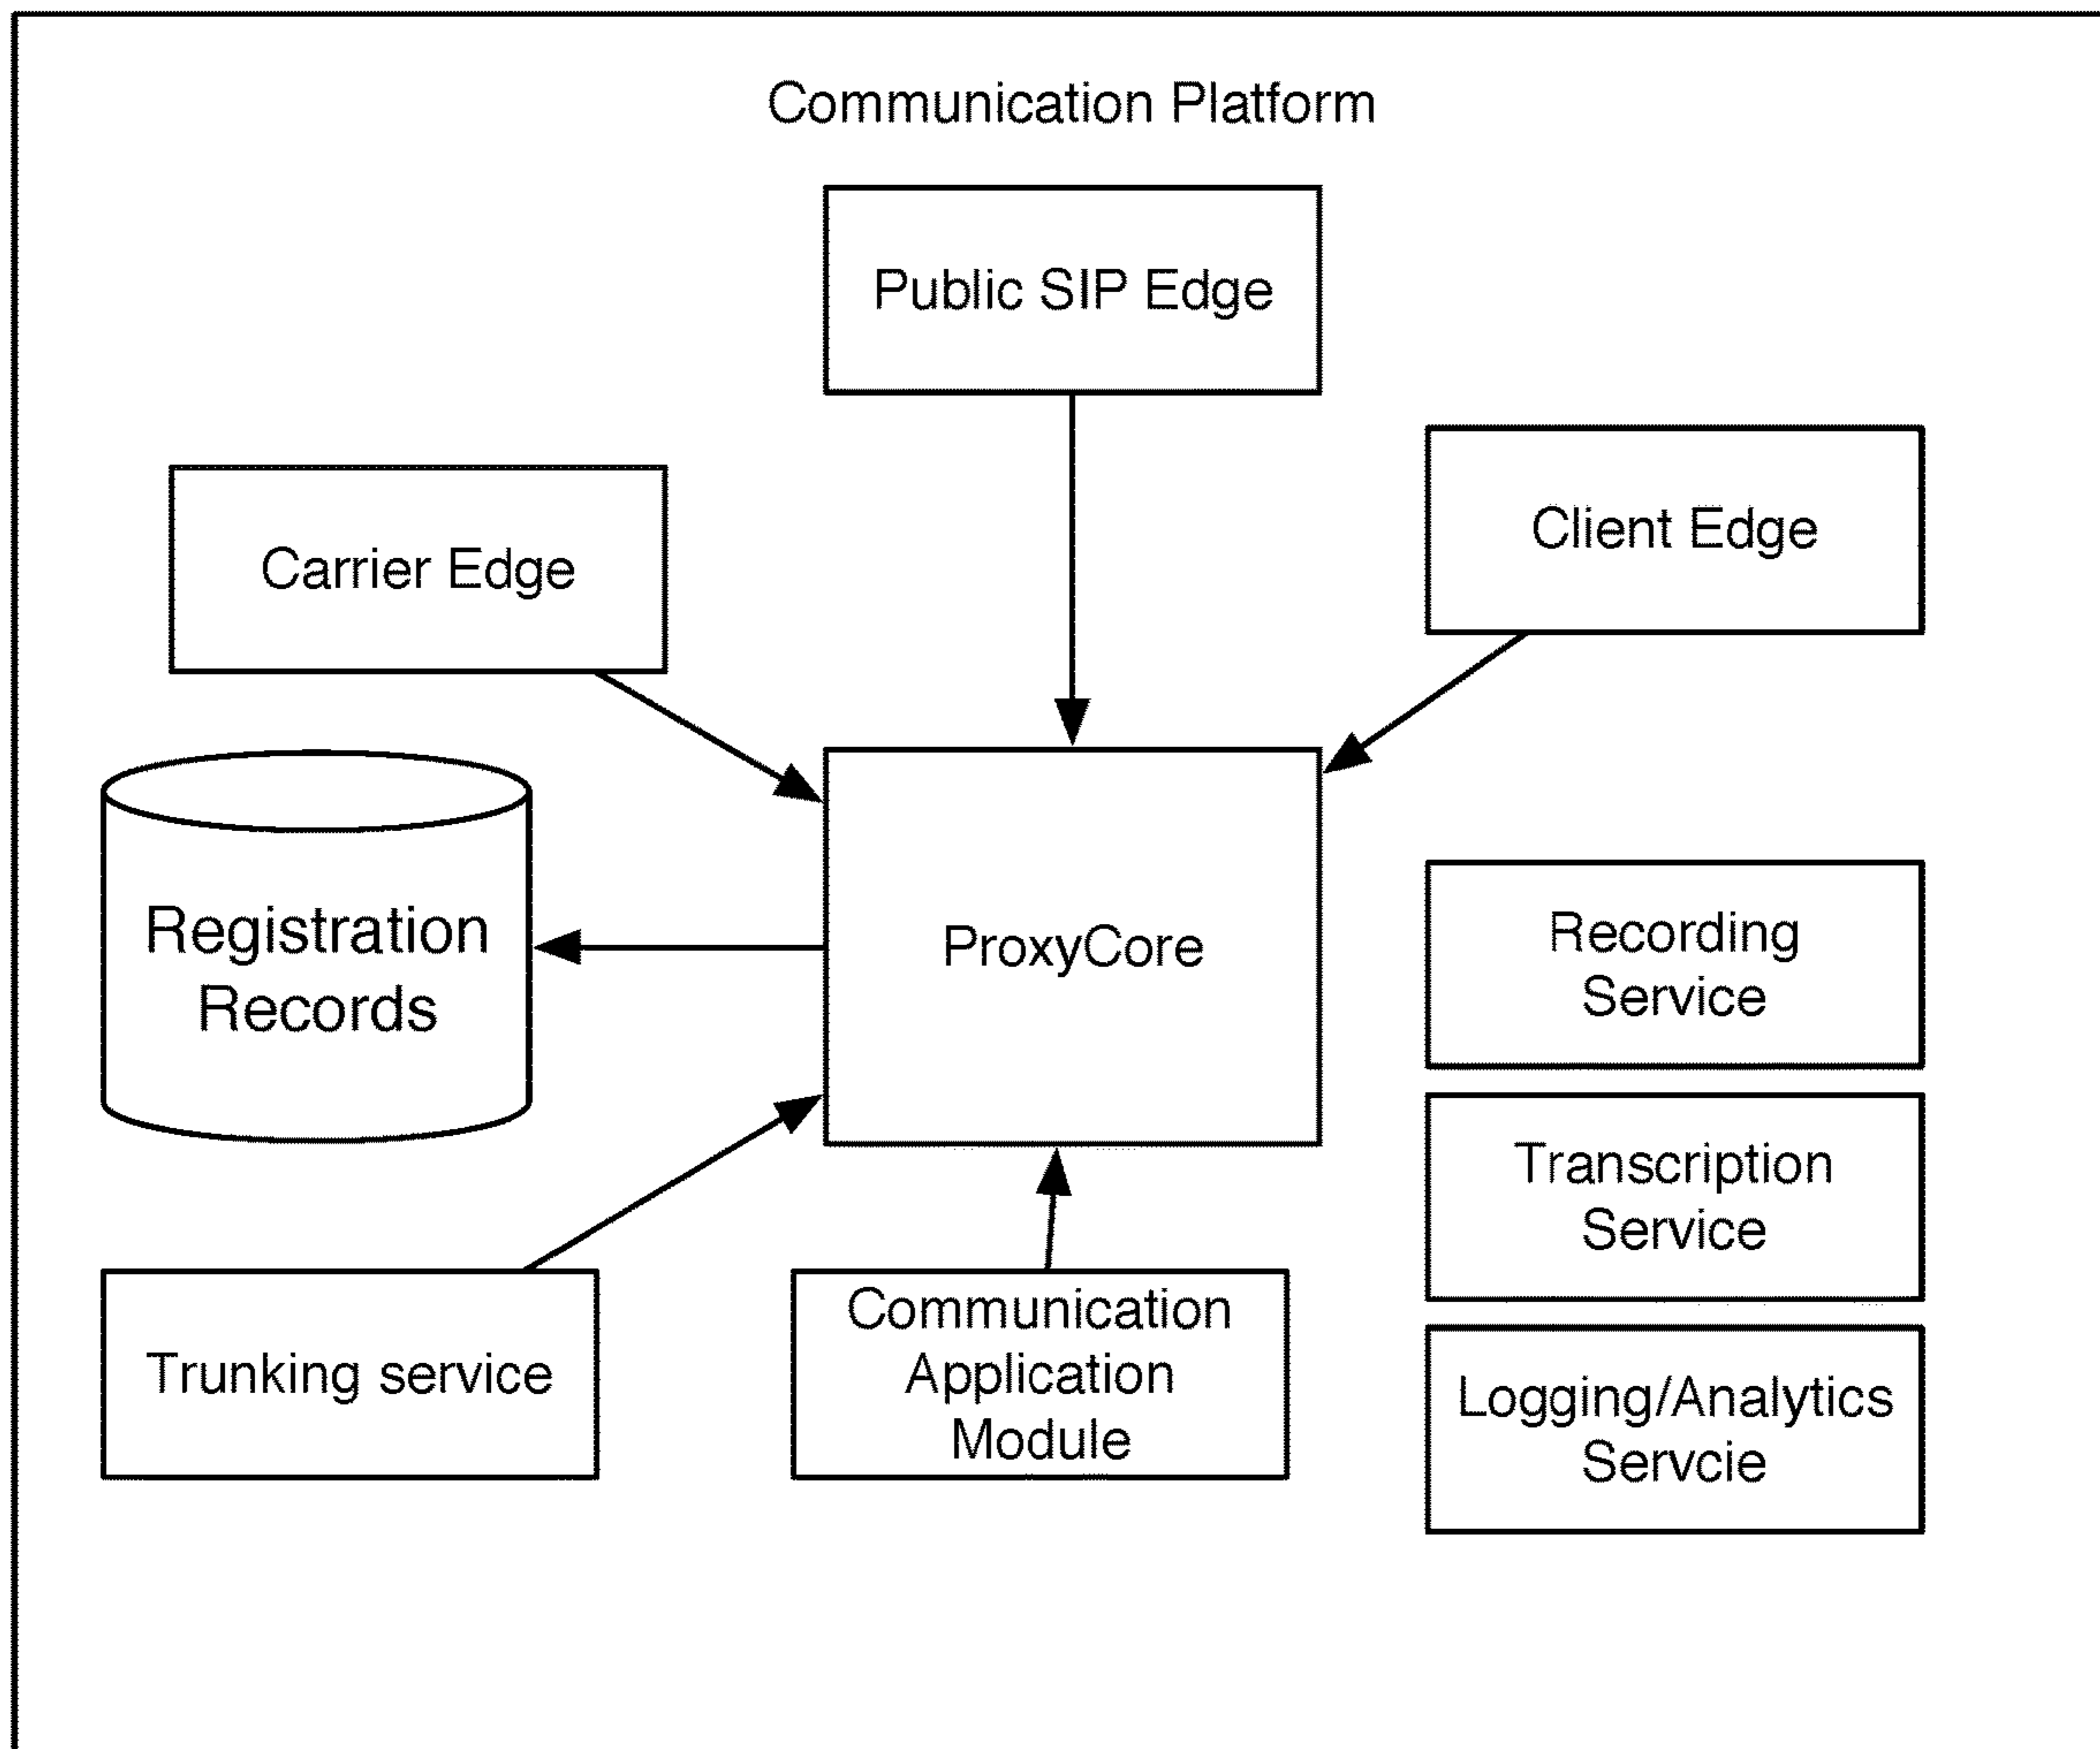 Communication Platform
Public SIP Edge
Client Edge
Carrier Edge
Registration
Records
ProxyCore
Recording
Service
Transcription
Service
Trunking service
Communication
Application
Module
Logging/Analytics
Servcie